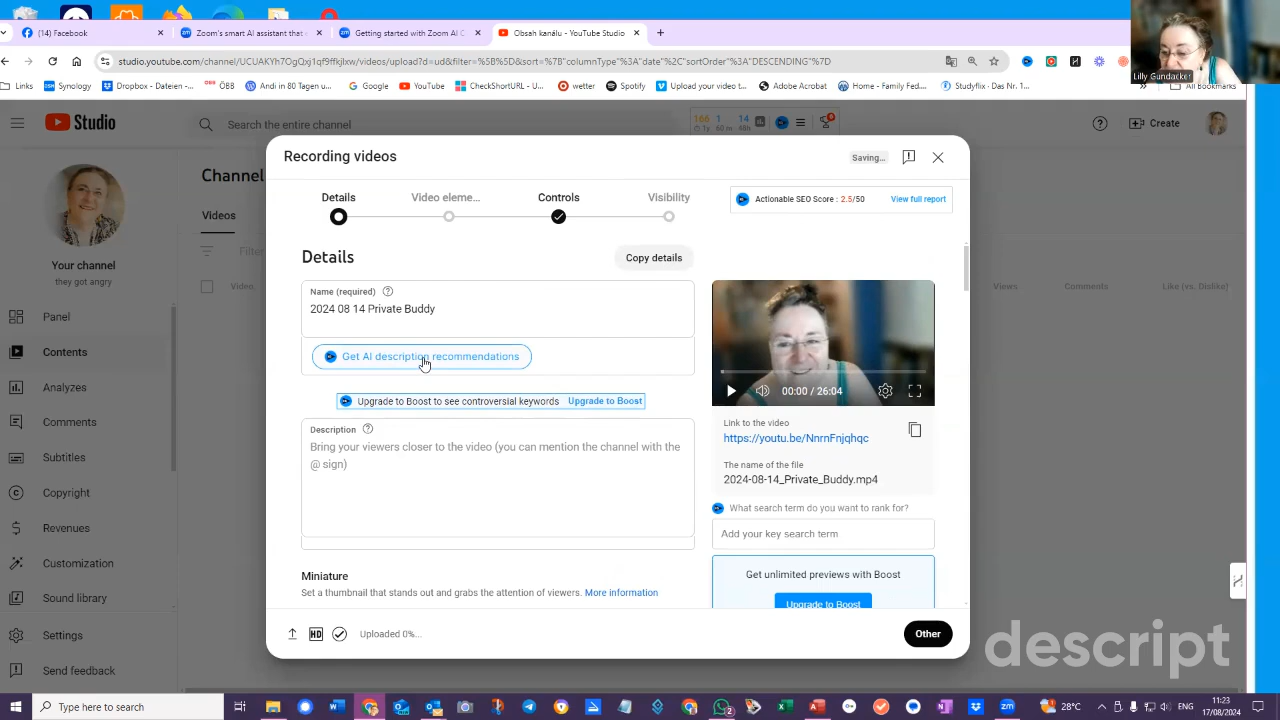 (14) Facebook
Zoom's smart AI assistant that
Getting started with Zoom AI C
Obsah kanálu - YouTube Studio
studio.youtube.com/channel/UCUAKYh7OgQxj1qf9ffkjlxw/videos/upload?d=ud&filter=%5B%5D&sort=%7B"columnType"%3A"date"%2C"sortOrder"%3A"DESCENDING"%7D
Lilly Gundacker
Synology
Dropbox - Dateien -...
ÖBB
Andi in 80 Tagen u...
Google
YouTube
CheckShortURL - Y...
wetter
Spotify
Upload your video t...
Adobe Acrobat
Home - Family Fed...
Studyflix - Das Nr. 1...
All Bookmarks
Studio
Search the entire channel
166 1 14
1y 60 m 48h
Create
Channel
Videos
Video
Views
Comments
Like (vs. Dislike)
Your channel
they got angry
Panel
Contents
Analyzes
Comments
Subtitles
Copyright
Revenues
Customization
Sound library
Settings
Send feedback
Recording videos
Saving...
Details
Video eleme...
Controls
Visibility
Actionable SEO Score : 2.5/50
View full report
Details
Copy details
Name (required)
2024 08 14 Private Buddy
Get AI description recommendations
Upgrade to Boost to see controversial keywords
Upgrade to Boost
Description
Bring your viewers closer to the video (you can mention the channel with the
@ sign)
Miniature
Set a thumbnail that stands out and grabs the attention of viewers. More information
00:00 / 26:04
Link to the video
https://youtu.be/NnrnFnjqhqc
The name of the file
2024-08-14_Private_Buddy.mp4
What search term do you want to rank for?
Add your key search term
Get unlimited previews with Boost
Upgrade to Boost
HD
Uploaded 0%...
Other
descript
Type here to search
28°C
11:23
17/08/2024